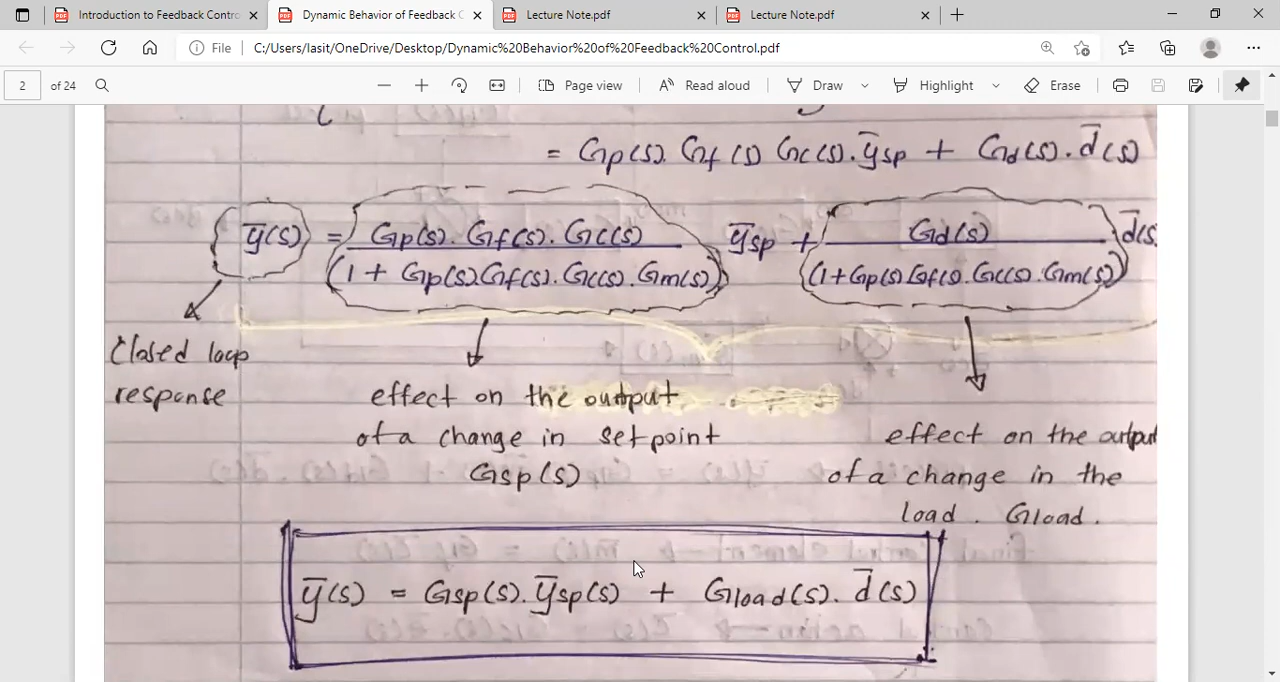 Introduction to Feedback Contro
Dynamic Behavior of Feedback C
Lecture Note.pdf
Lecture Note.pdf
File
C:/Users/lasit/OneDrive/Desktop/Dynamic%20Behavior%20of%20Feedback%20Control.pdf
2 of 24
Page view
Read aloud
Draw
Highlight
Erase
= Gp(s). Gf(s) Gc(s). y̅sp + Gd(s). d̅(s)
y̅(s) = Gp(s). Gf(s). Gc(s) / (1 + Gp(s)Gf(s). Gc(s). Gm(s)) y̅sp + Gd(s) / (1+Gp(s).Gf(s).Gc(s).Gm(s)) d̅(s
Closed loop
response
effect on the output
of a change in setpoint
Gsp(s)
effect on the output
of a change in the
load. Gload.
y̅(s) = Gsp(s). y̅sp(s) + Gload(s). d̅(s)